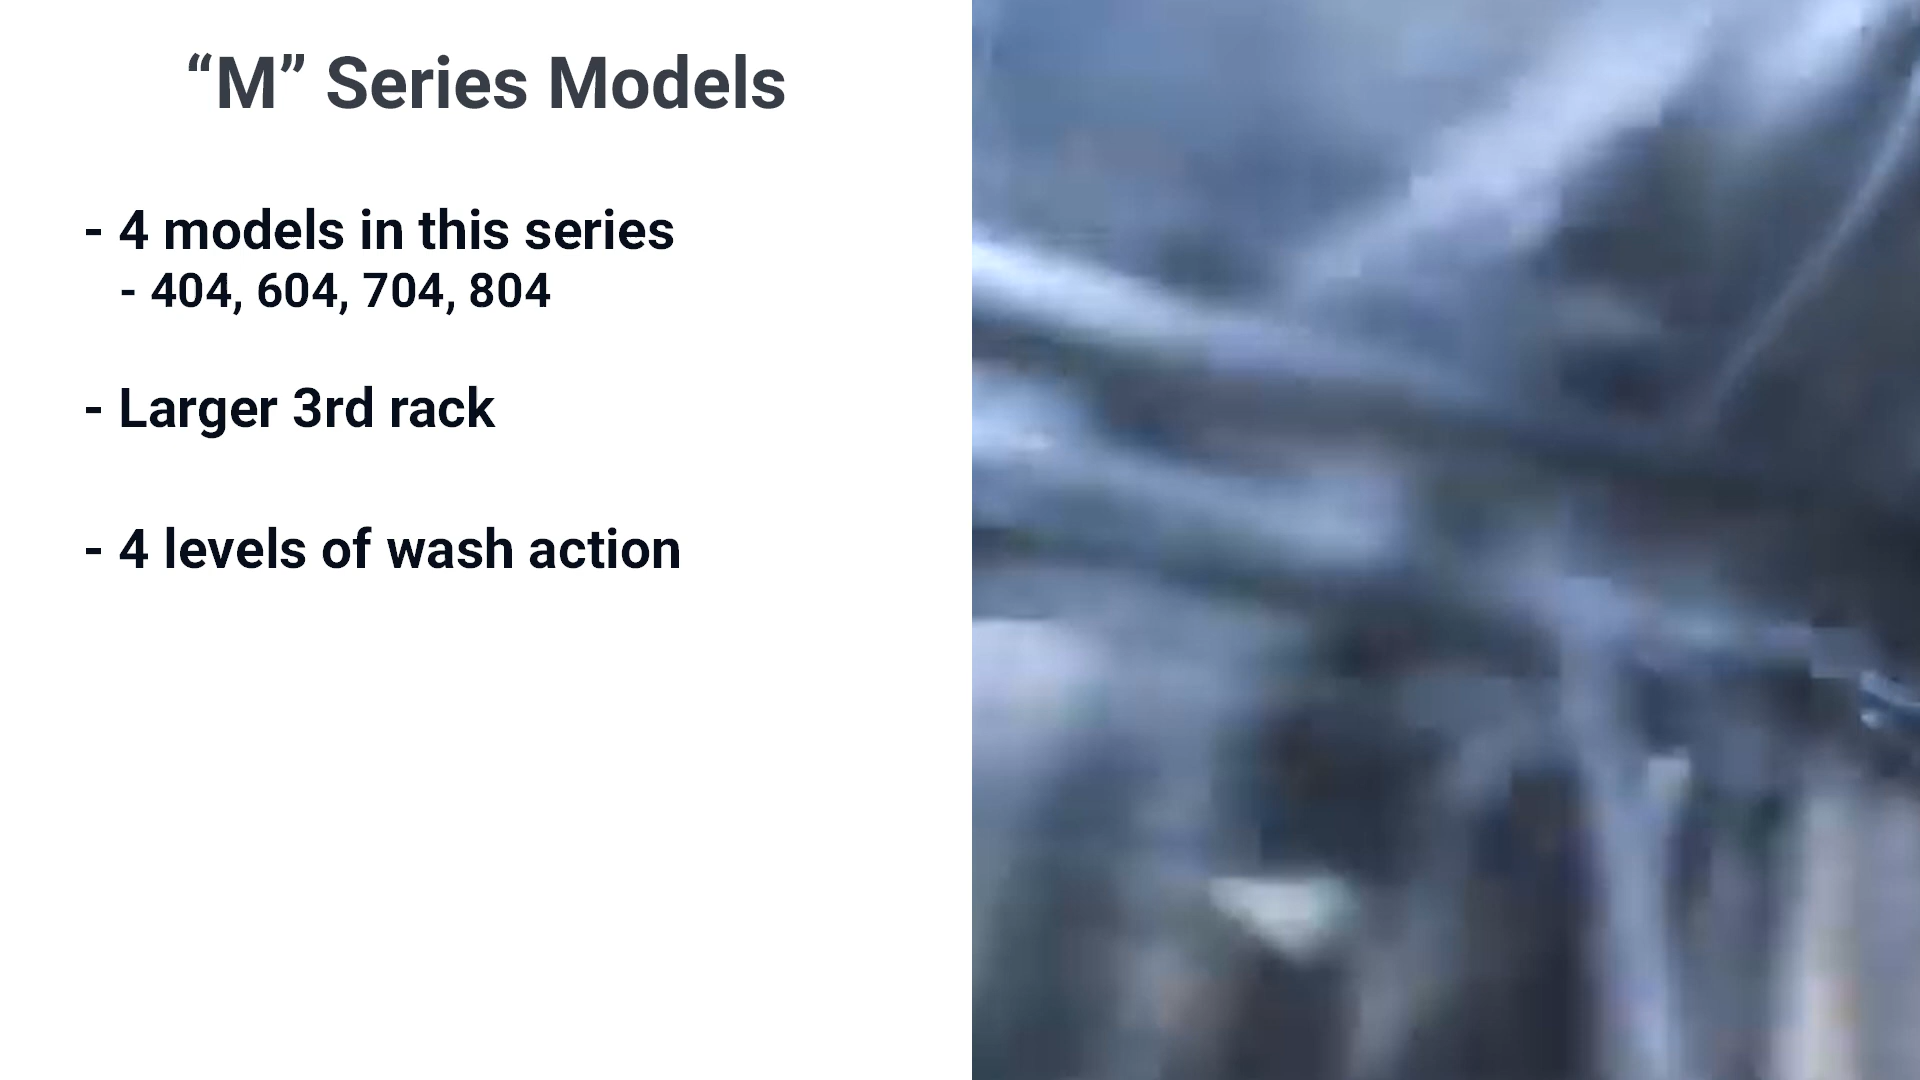 “M” Series Models
- 4 models in this series
- 404, 604, 704, 804
- Larger 3rd rack
- 4 levels of wash action